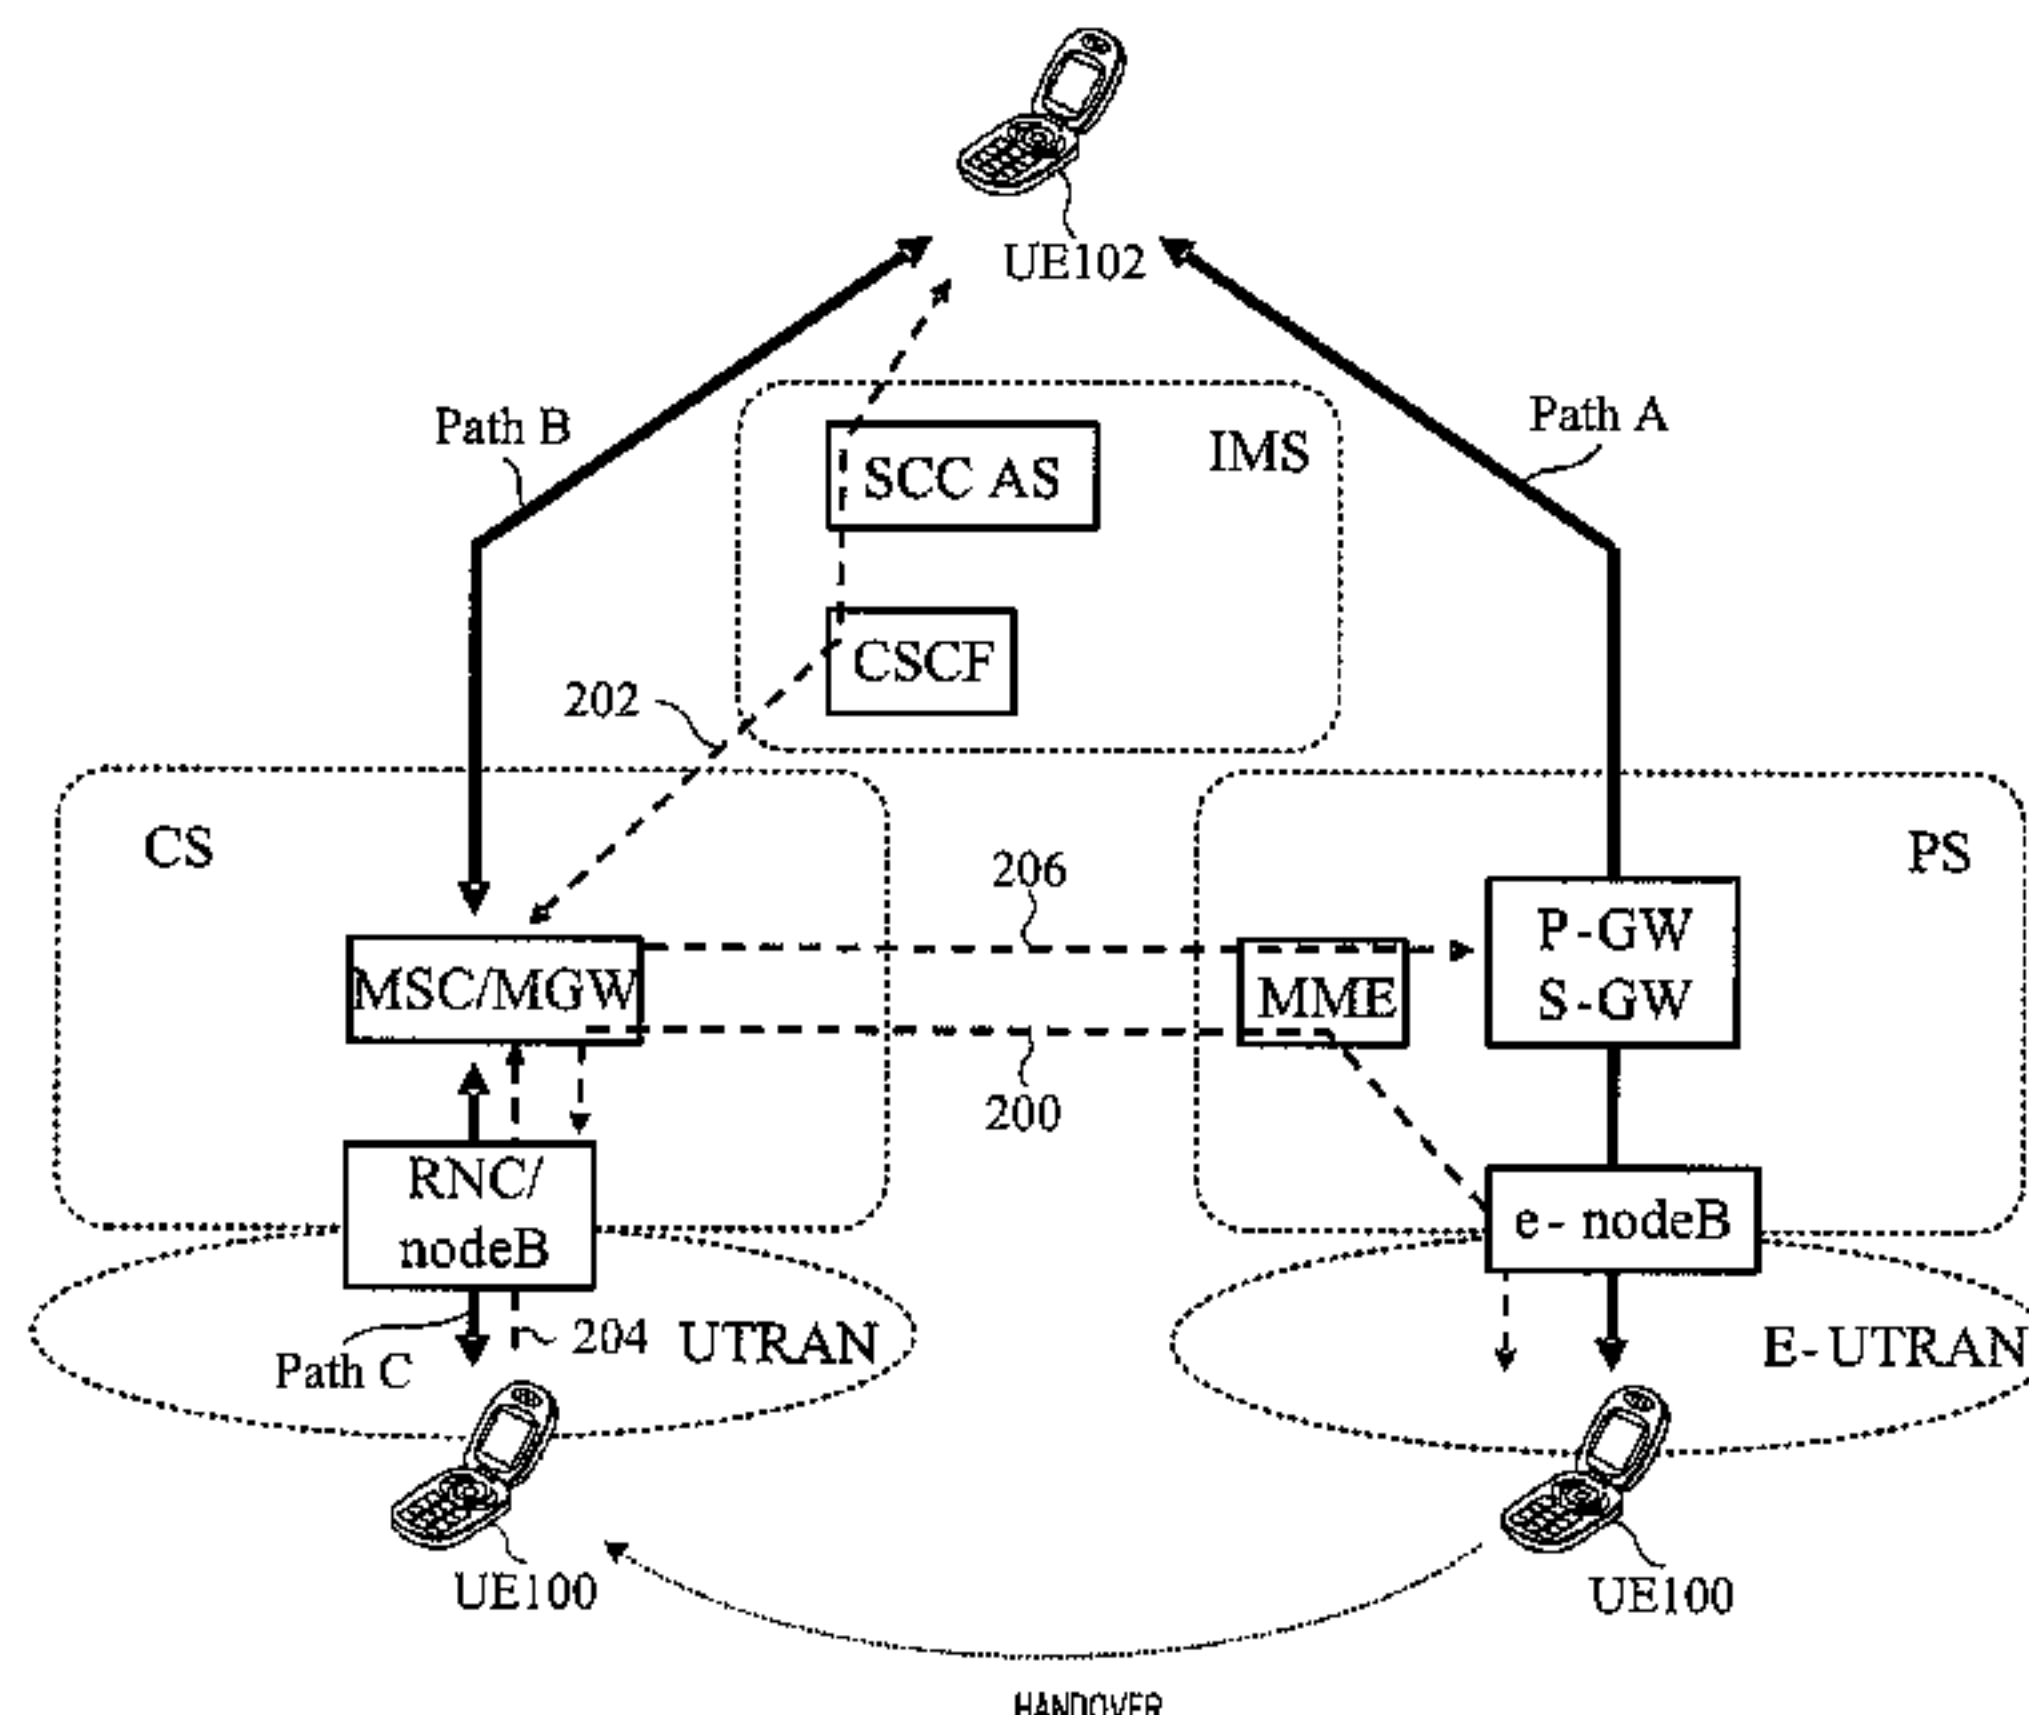 UE102
Path B
Path A
SCC AS
IMS
CSCF
202
CS
PS
206
MSC/MGW
MME
P-GW
S-GW
200
RNC/
nodeB
e- nodeB
Path C
204
UTRAN
E-UTRAN
UE100
UE100
HANDOVER